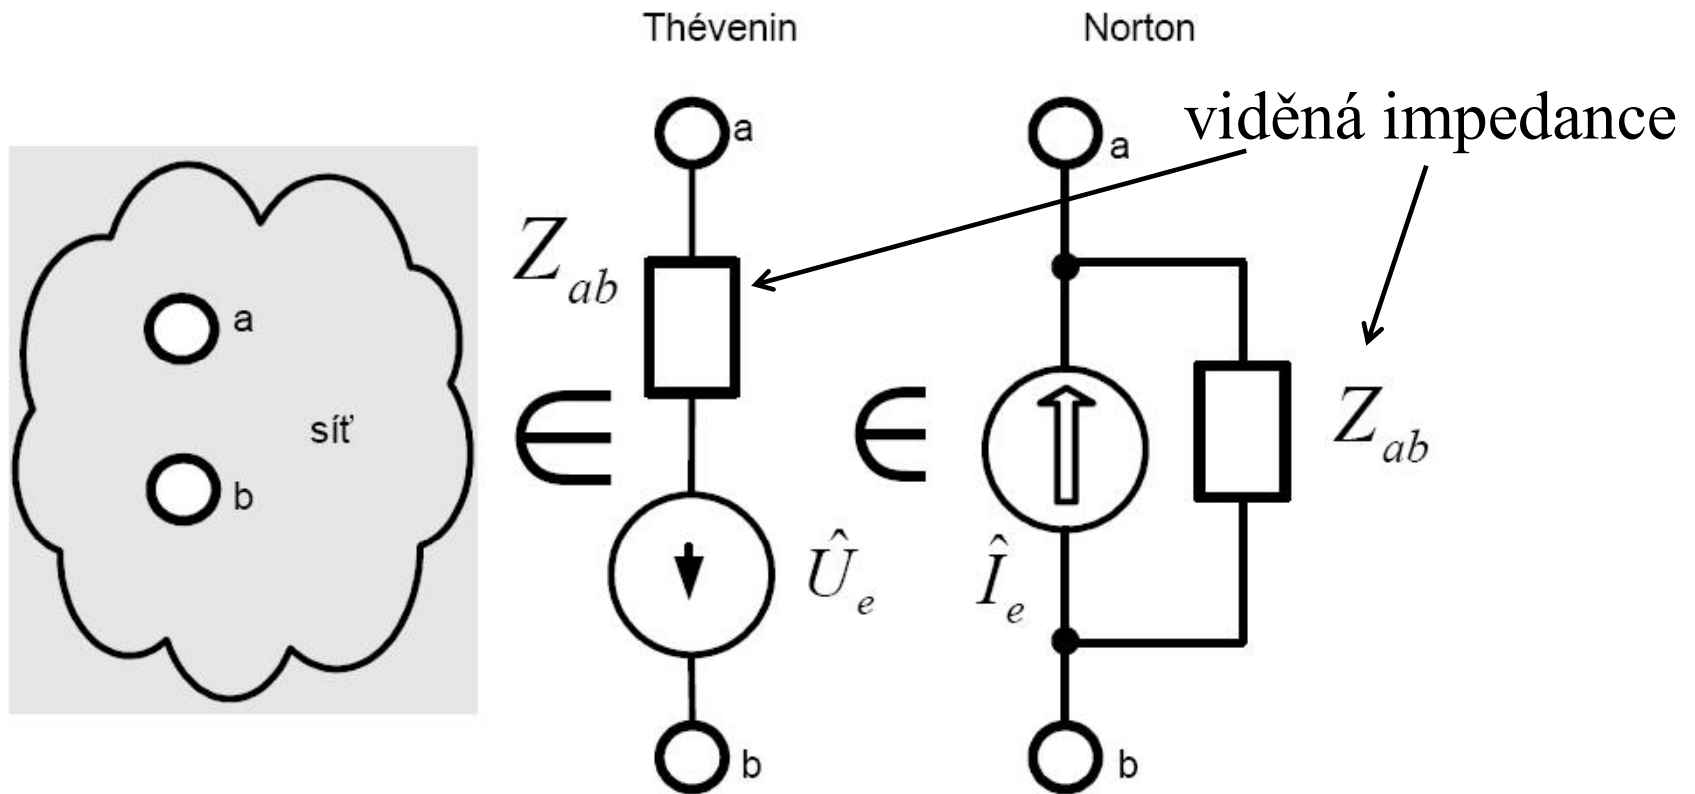 Thévenin
Norton
viděná impedance
a
b
síť
a
Z_ab
∈
Û_e
b
a
∈
Î_e
Z_ab
b